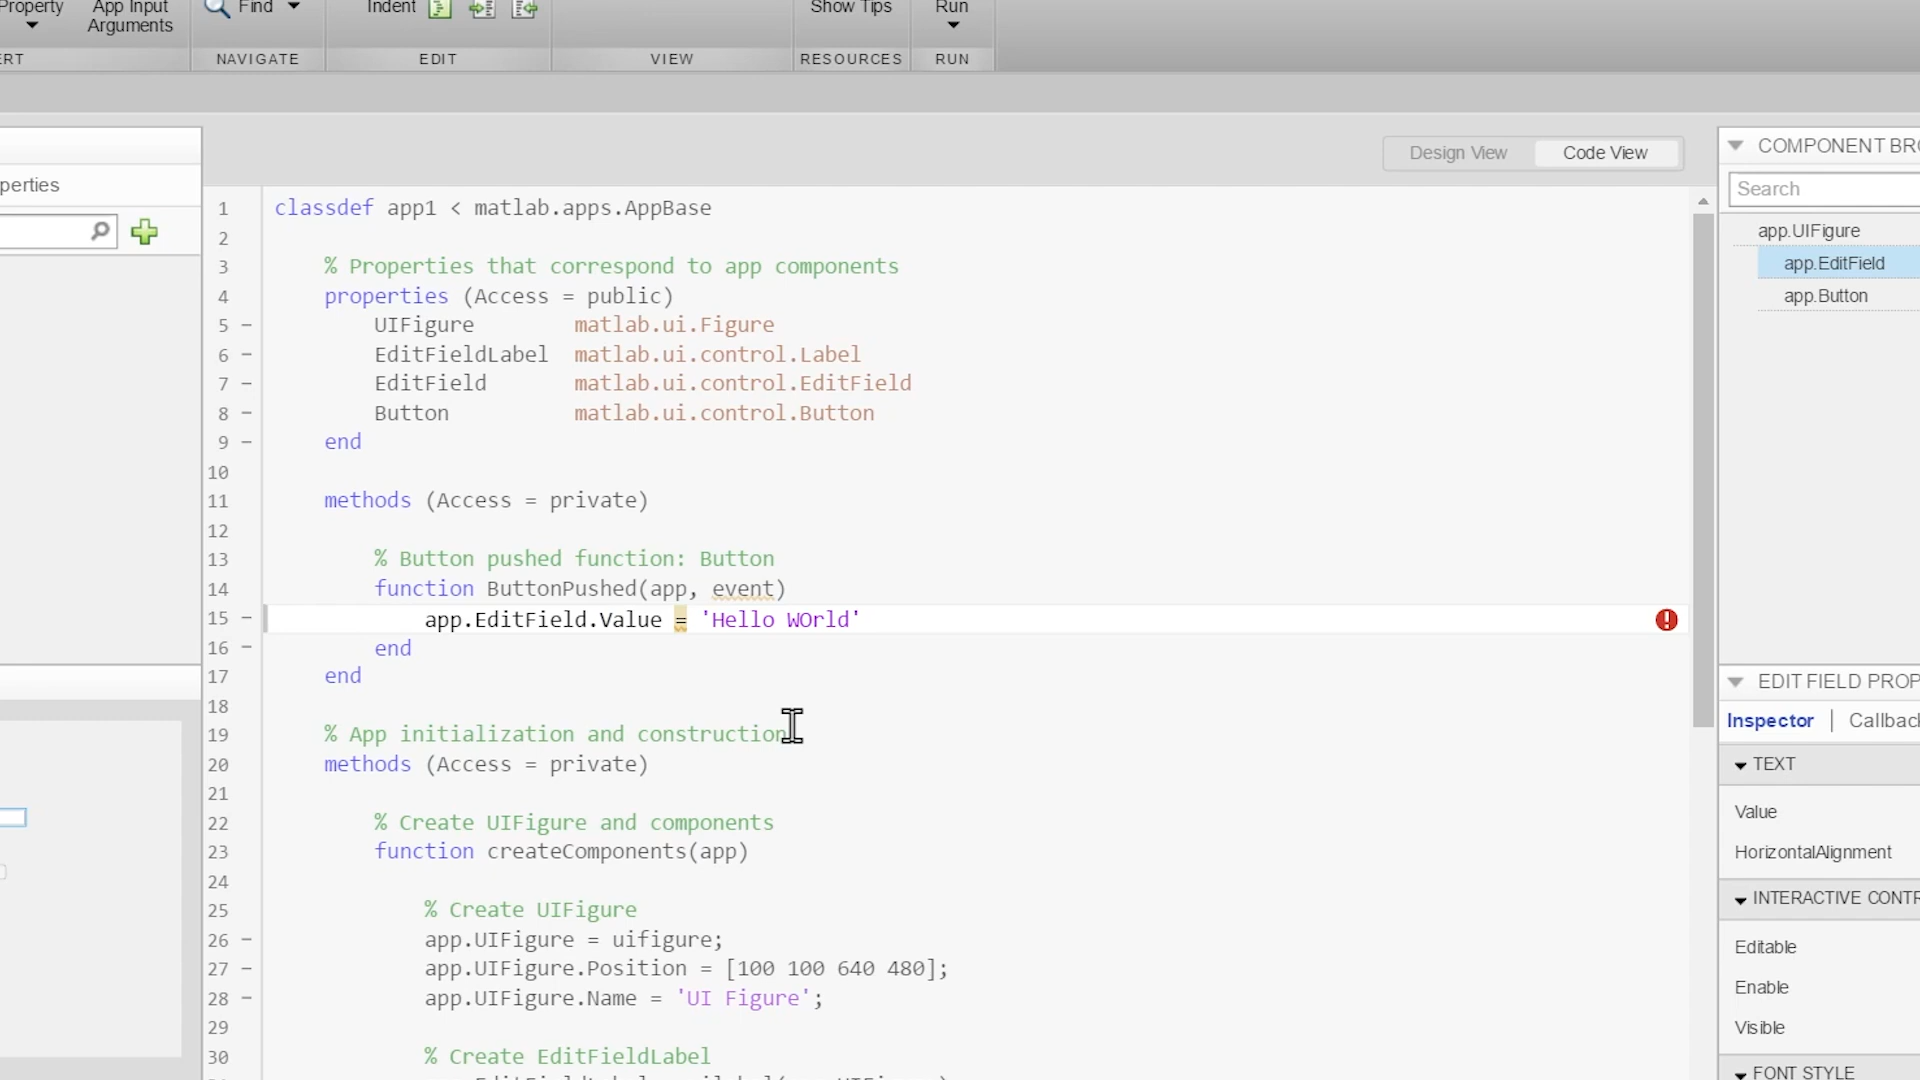 Property
App Input
Arguments
Find
Indent
Show Tips
Run
ERT
NAVIGATE
EDIT
VIEW
RESOURCES
RUN
perties
Design View
Code View
1 classdef app1 < matlab.apps.AppBase
2
3 % Properties that correspond to app components
4 properties (Access = public)
5 – UIFigure matlab.ui.Figure
6 – EditFieldLabel matlab.ui.control.Label
7 – EditField matlab.ui.control.EditField
8 – Button matlab.ui.control.Button
9 – end
10
11 methods (Access = private)
12
13 % Button pushed function: Button
14 function ButtonPushed(app, event)
15 – app.EditField.Value = 'Hello WOrld'
16 – end
17 end
18
19 % App initialization and construction
20 methods (Access = private)
21
22 % Create UIFigure and components
23 function createComponents(app)
24
25 % Create UIFigure
26 – app.UIFigure = uifigure;
27 – app.UIFigure.Position = [100 100 640 480];
28 – app.UIFigure.Name = 'UI Figure';
29
30 % Create EditFieldLabel
COMPONENT BRO
Search
app.UIFigure
app.EditField
app.Button
EDIT FIELD PROP
Inspector
Callback
TEXT
Value
HorizontalAlignment
INTERACTIVE CONTR
Editable
Enable
Visible
FONT STYLE